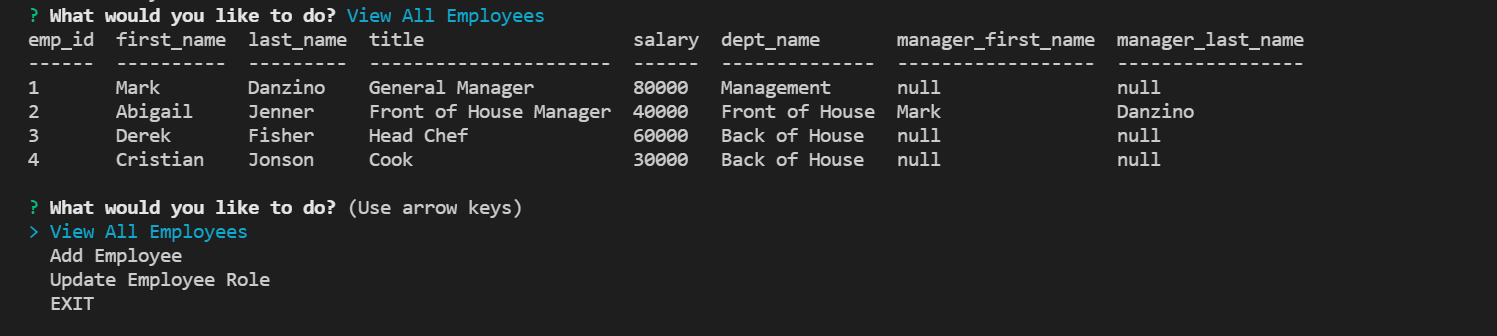 ? What would you like to do? View All Employees
emp_id  first_name  last_name  title                   salary  dept_name       manager_first_name  manager_last_name
------  ----------  ---------  ----------------------  ------  --------------  ------------------  -----------------
1       Mark        Danzino    General Manager         80000   Management      null                null
2       Abigail     Jenner     Front of House Manager  40000   Front of House  Mark                Danzino
3       Derek       Fisher     Head Chef               60000   Back of House   null                null
4       Cristian    Jonson     Cook                    30000   Back of House   null                null
? What would you like to do? (Use arrow keys)
> View All Employees
  Add Employee
  Update Employee Role
  EXIT